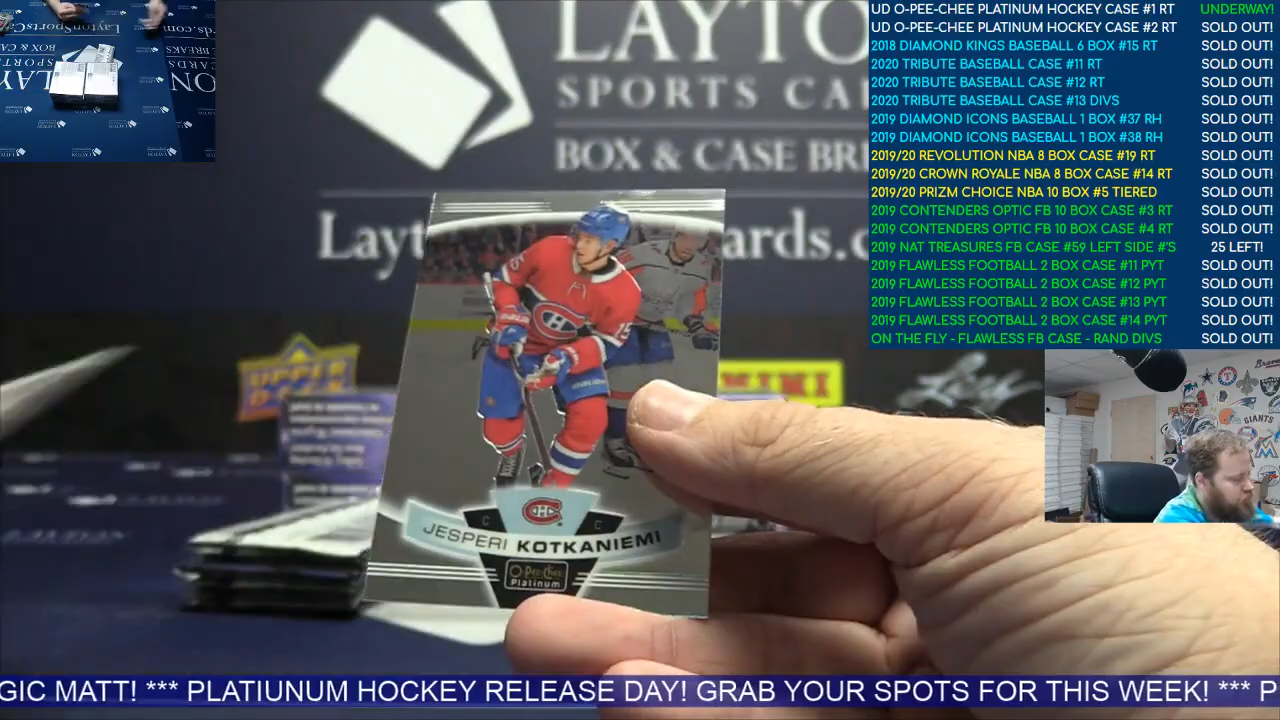 UD O-PEE-CHEE PLATINUM HOCKEY CASE #1 RT UNDERWAY!
UD O-PEE-CHEE PLATINUM HOCKEY CASE #2 RT SOLD OUT!
2018 DIAMOND KINGS BASEBALL 6 BOX #15 RT SOLD OUT!
2020 TRIBUTE BASEBALL CASE #11 RT SOLD OUT!
2020 TRIBUTE BASEBALL CASE #12 RT SOLD OUT!
2020 TRIBUTE BASEBALL CASE #13 DIVS SOLD OUT!
2019 DIAMOND ICONS BASEBALL 1 BOX #37 RH SOLD OUT!
2019 DIAMOND ICONS BASEBALL 1 BOX #38 RH SOLD OUT!
2019/20 REVOLUTION NBA 8 BOX CASE #19 RT SOLD OUT!
2019/20 CROWN ROYALE NBA 8 BOX CASE #14 RT SOLD OUT!
2019/20 PRIZM CHOICE NBA 10 BOX #5 TIERED SOLD OUT!
2019 CONTENDERS OPTIC FB 10 BOX CASE #3 RT SOLD OUT!
2019 CONTENDERS OPTIC FB 10 BOX CASE #4 RT SOLD OUT!
2019 NAT TREASURES FB CASE #59 LEFT SIDE #'S 25 LEFT!
2019 FLAWLESS FOOTBALL 2 BOX CASE #11 PYT SOLD OUT!
2019 FLAWLESS FOOTBALL 2 BOX CASE #12 PYT SOLD OUT!
2019 FLAWLESS FOOTBALL 2 BOX CASE #13 PYT SOLD OUT!
2019 FLAWLESS FOOTBALL 2 BOX CASE #14 PYT SOLD OUT!
ON THE FLY - FLAWLESS FB CASE - RAND DIVS SOLD OUT!
LAYTO
SPORTS CA
BOX & CASE BRE
Layt
ards.c
UPPER DECK
PANINI
Leaf
GIANTS
15
C C
JESPERI KOTKANIEMI
O-Pee-Chee
Platinum
GIC MATT! *** PLATIUNUM HOCKEY RELEASE DAY! GRAB YOUR SPOTS FOR THIS WEEK! *** P